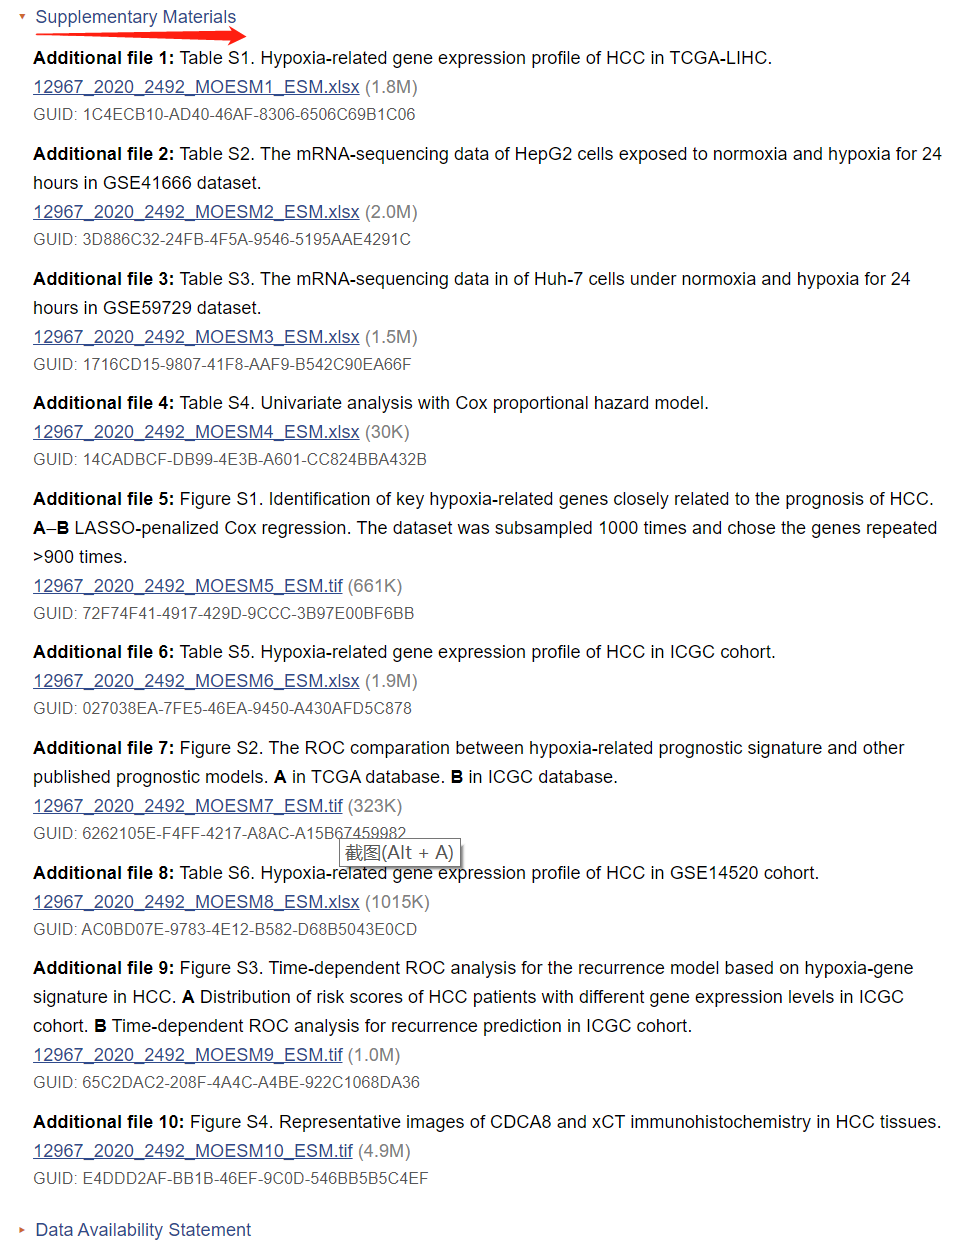 Supplementary Materials
Additional file 1: Table S1. Hypoxia-related gene expression profile of HCC in TCGA-LIHC.
12967_2020_2492_MOESM1_ESM.xlsx (1.8M)
GUID: 1C4ECB10-AD40-46AF-8306-6506C69B1C06
Additional file 2: Table S2. The mRNA-sequencing data of HepG2 cells exposed to normoxia and hypoxia for 24
hours in GSE41666 dataset.
12967_2020_2492_MOESM2_ESM.xlsx (2.0M)
GUID: 3D886C32-24FB-4F5A-9546-5195AAE4291C
Additional file 3: Table S3. The mRNA-sequencing data in of Huh-7 cells under normoxia and hypoxia for 24
hours in GSE59729 dataset.
12967_2020_2492_MOESM3_ESM.xlsx (1.5M)
GUID: 1716CD15-9807-41F8-AAF9-B542C90EA66F
Additional file 4: Table S4. Univariate analysis with Cox proportional hazard model.
12967_2020_2492_MOESM4_ESM.xlsx (30K)
GUID: 14CADBCF-DB99-4E3B-A601-CC824BBA432B
Additional file 5: Figure S1. Identification of key hypoxia-related genes closely related to the prognosis of HCC.
A–B LASSO-penalized Cox regression. The dataset was subsampled 1000 times and chose the genes repeated
>900 times.
12967_2020_2492_MOESM5_ESM.tif (661K)
GUID: 72F74F41-4917-429D-9CCC-3B97E00BF6BB
Additional file 6: Table S5. Hypoxia-related gene expression profile of HCC in ICGC cohort.
12967_2020_2492_MOESM6_ESM.xlsx (1.9M)
GUID: 027038EA-7FE5-46EA-9450-A430AFD5C878
Additional file 7: Figure S2. The ROC comparation between hypoxia-related prognostic signature and other
published prognostic models. A in TCGA database. B in ICGC database.
12967_2020_2492_MOESM7_ESM.tif (323K)
GUID: 6262105E-F4FF-4217-A8AC-A15B67459982
截图(Alt + A)
Additional file 8: Table S6. Hypoxia-related gene expression profile of HCC in GSE14520 cohort.
12967_2020_2492_MOESM8_ESM.xlsx (1015K)
GUID: AC0BD07E-9783-4E12-B582-D68B5043E0CD
Additional file 9: Figure S3. Time-dependent ROC analysis for the recurrence model based on hypoxia-gene
signature in HCC. A Distribution of risk scores of HCC patients with different gene expression levels in ICGC
cohort. B Time-dependent ROC analysis for recurrence prediction in ICGC cohort.
12967_2020_2492_MOESM9_ESM.tif (1.0M)
GUID: 65C2DAC2-208F-4A4C-A4BE-922C1068DA36
Additional file 10: Figure S4. Representative images of CDCA8 and xCT immunohistochemistry in HCC tissues.
12967_2020_2492_MOESM10_ESM.tif (4.9M)
GUID: E4DDD2AF-BB1B-46EF-9C0D-546BB5B5C4EF
Data Availability Statement